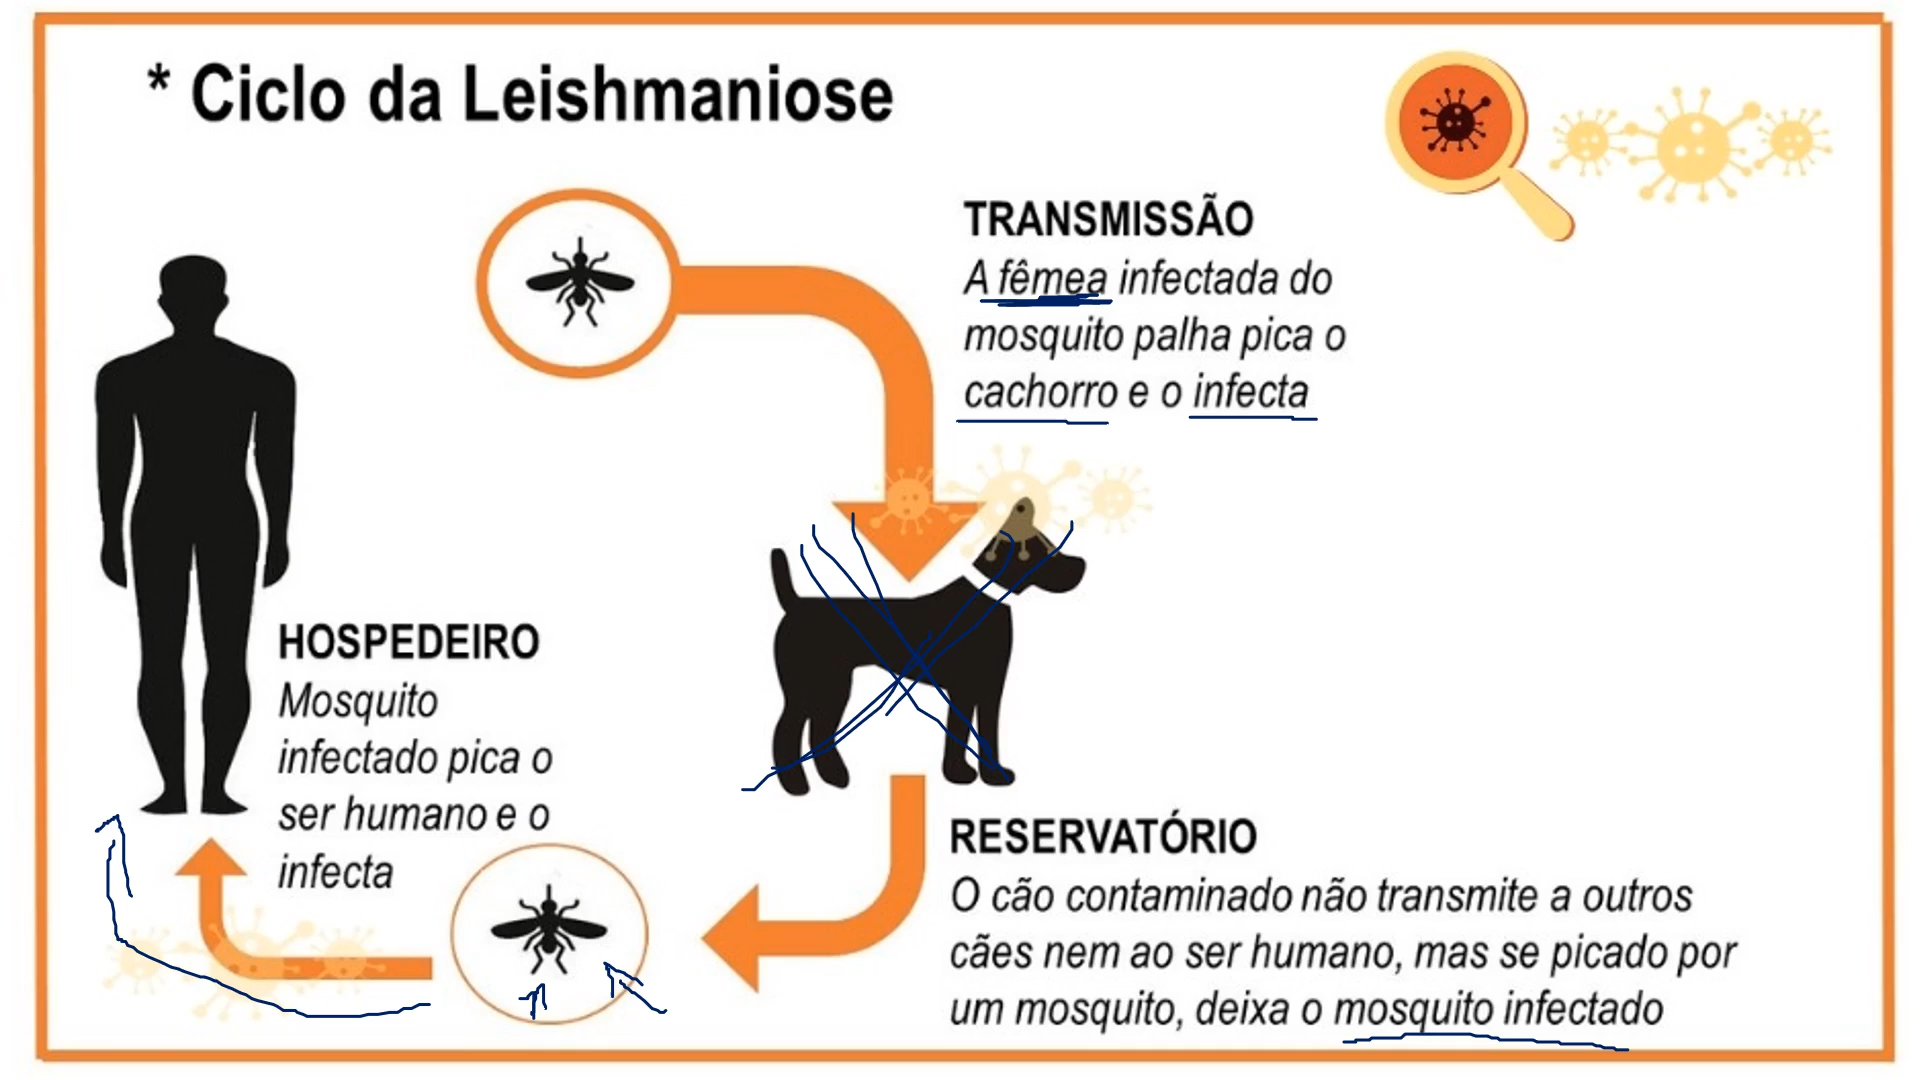 * Ciclo da Leishmaniose
TRANSMISSÃO
A fêmea infectada do
mosquito palha pica o
cachorro e o infecta
HOSPEDEIRO
Mosquito
infectado pica o
ser humano e o
infecta
RESERVATÓRIO
O cão contaminado não transmite a outros
cães nem ao ser humano, mas se picado por
um mosquito, deixa o mosquito infectado